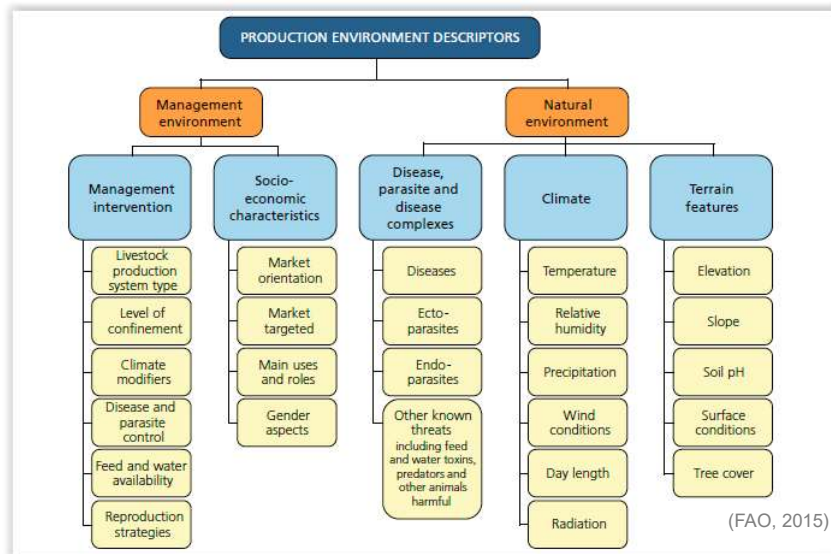 PRODUCTION ENVIRONMENT DESCRIPTORS
Management
environment
Natural
environment
Management
intervention
Socio-
economic
characteristics
Disease,
parasite and
disease
complexes
Climate
Terrain
features
Livestock
production
system type
Level of
confinement
Climate
modifiers
Disease and
parasite
control
Feed and water
availability
Reproduction
strategies
Market
orientation
Market
targeted
Main uses
and roles
Gender
aspects
Diseases
Ecto-
parasites
Endo-
parasites
Other known
threats
including feed
and water toxins,
predators and
other animals
harmful
Temperature
Relative
humidity
Precipitation
Wind
conditions
Day length
Radiation
Elevation
Slope
Soil pH
Surface
conditions
Tree cover
(FAO, 2015)